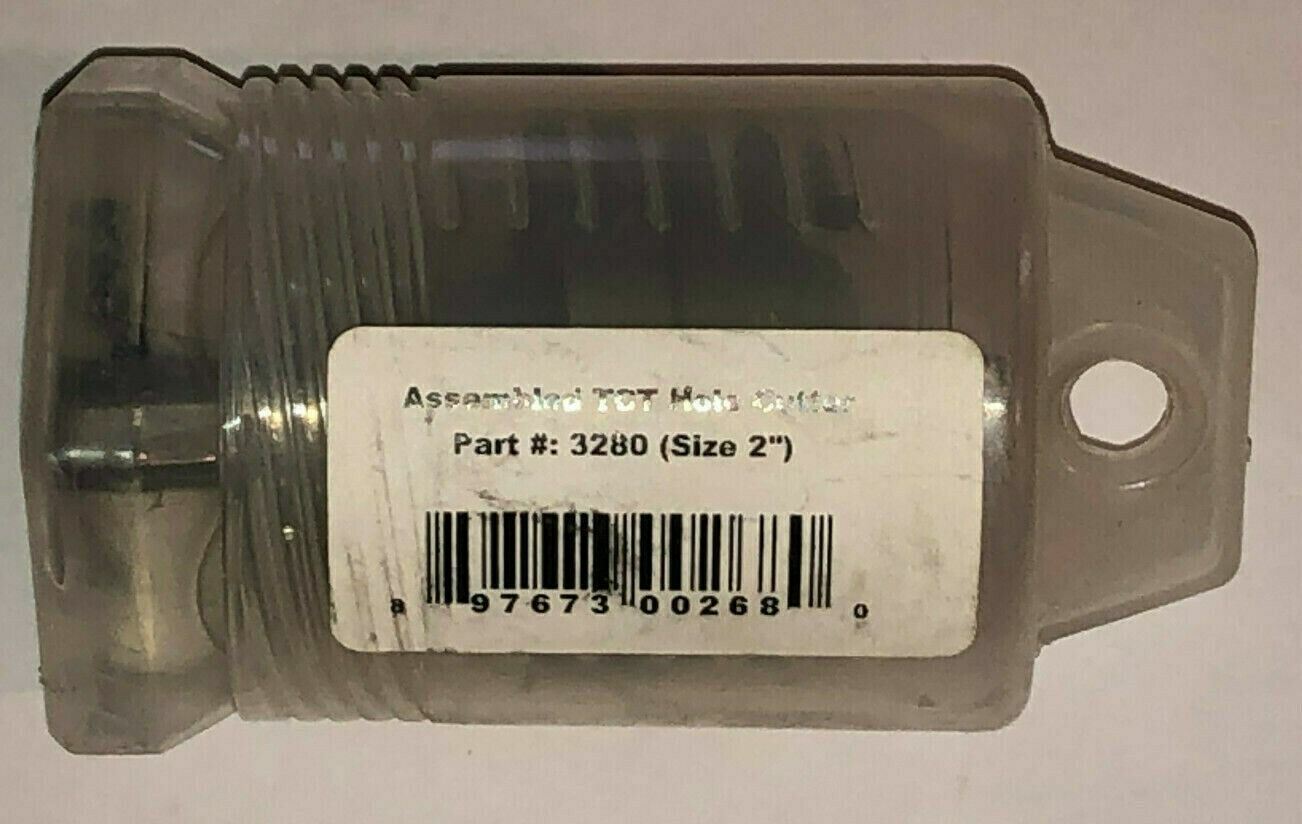 Assembled TCT Hole Cutter
Part #: 3280 (Size 2")
8 97673 00268 0